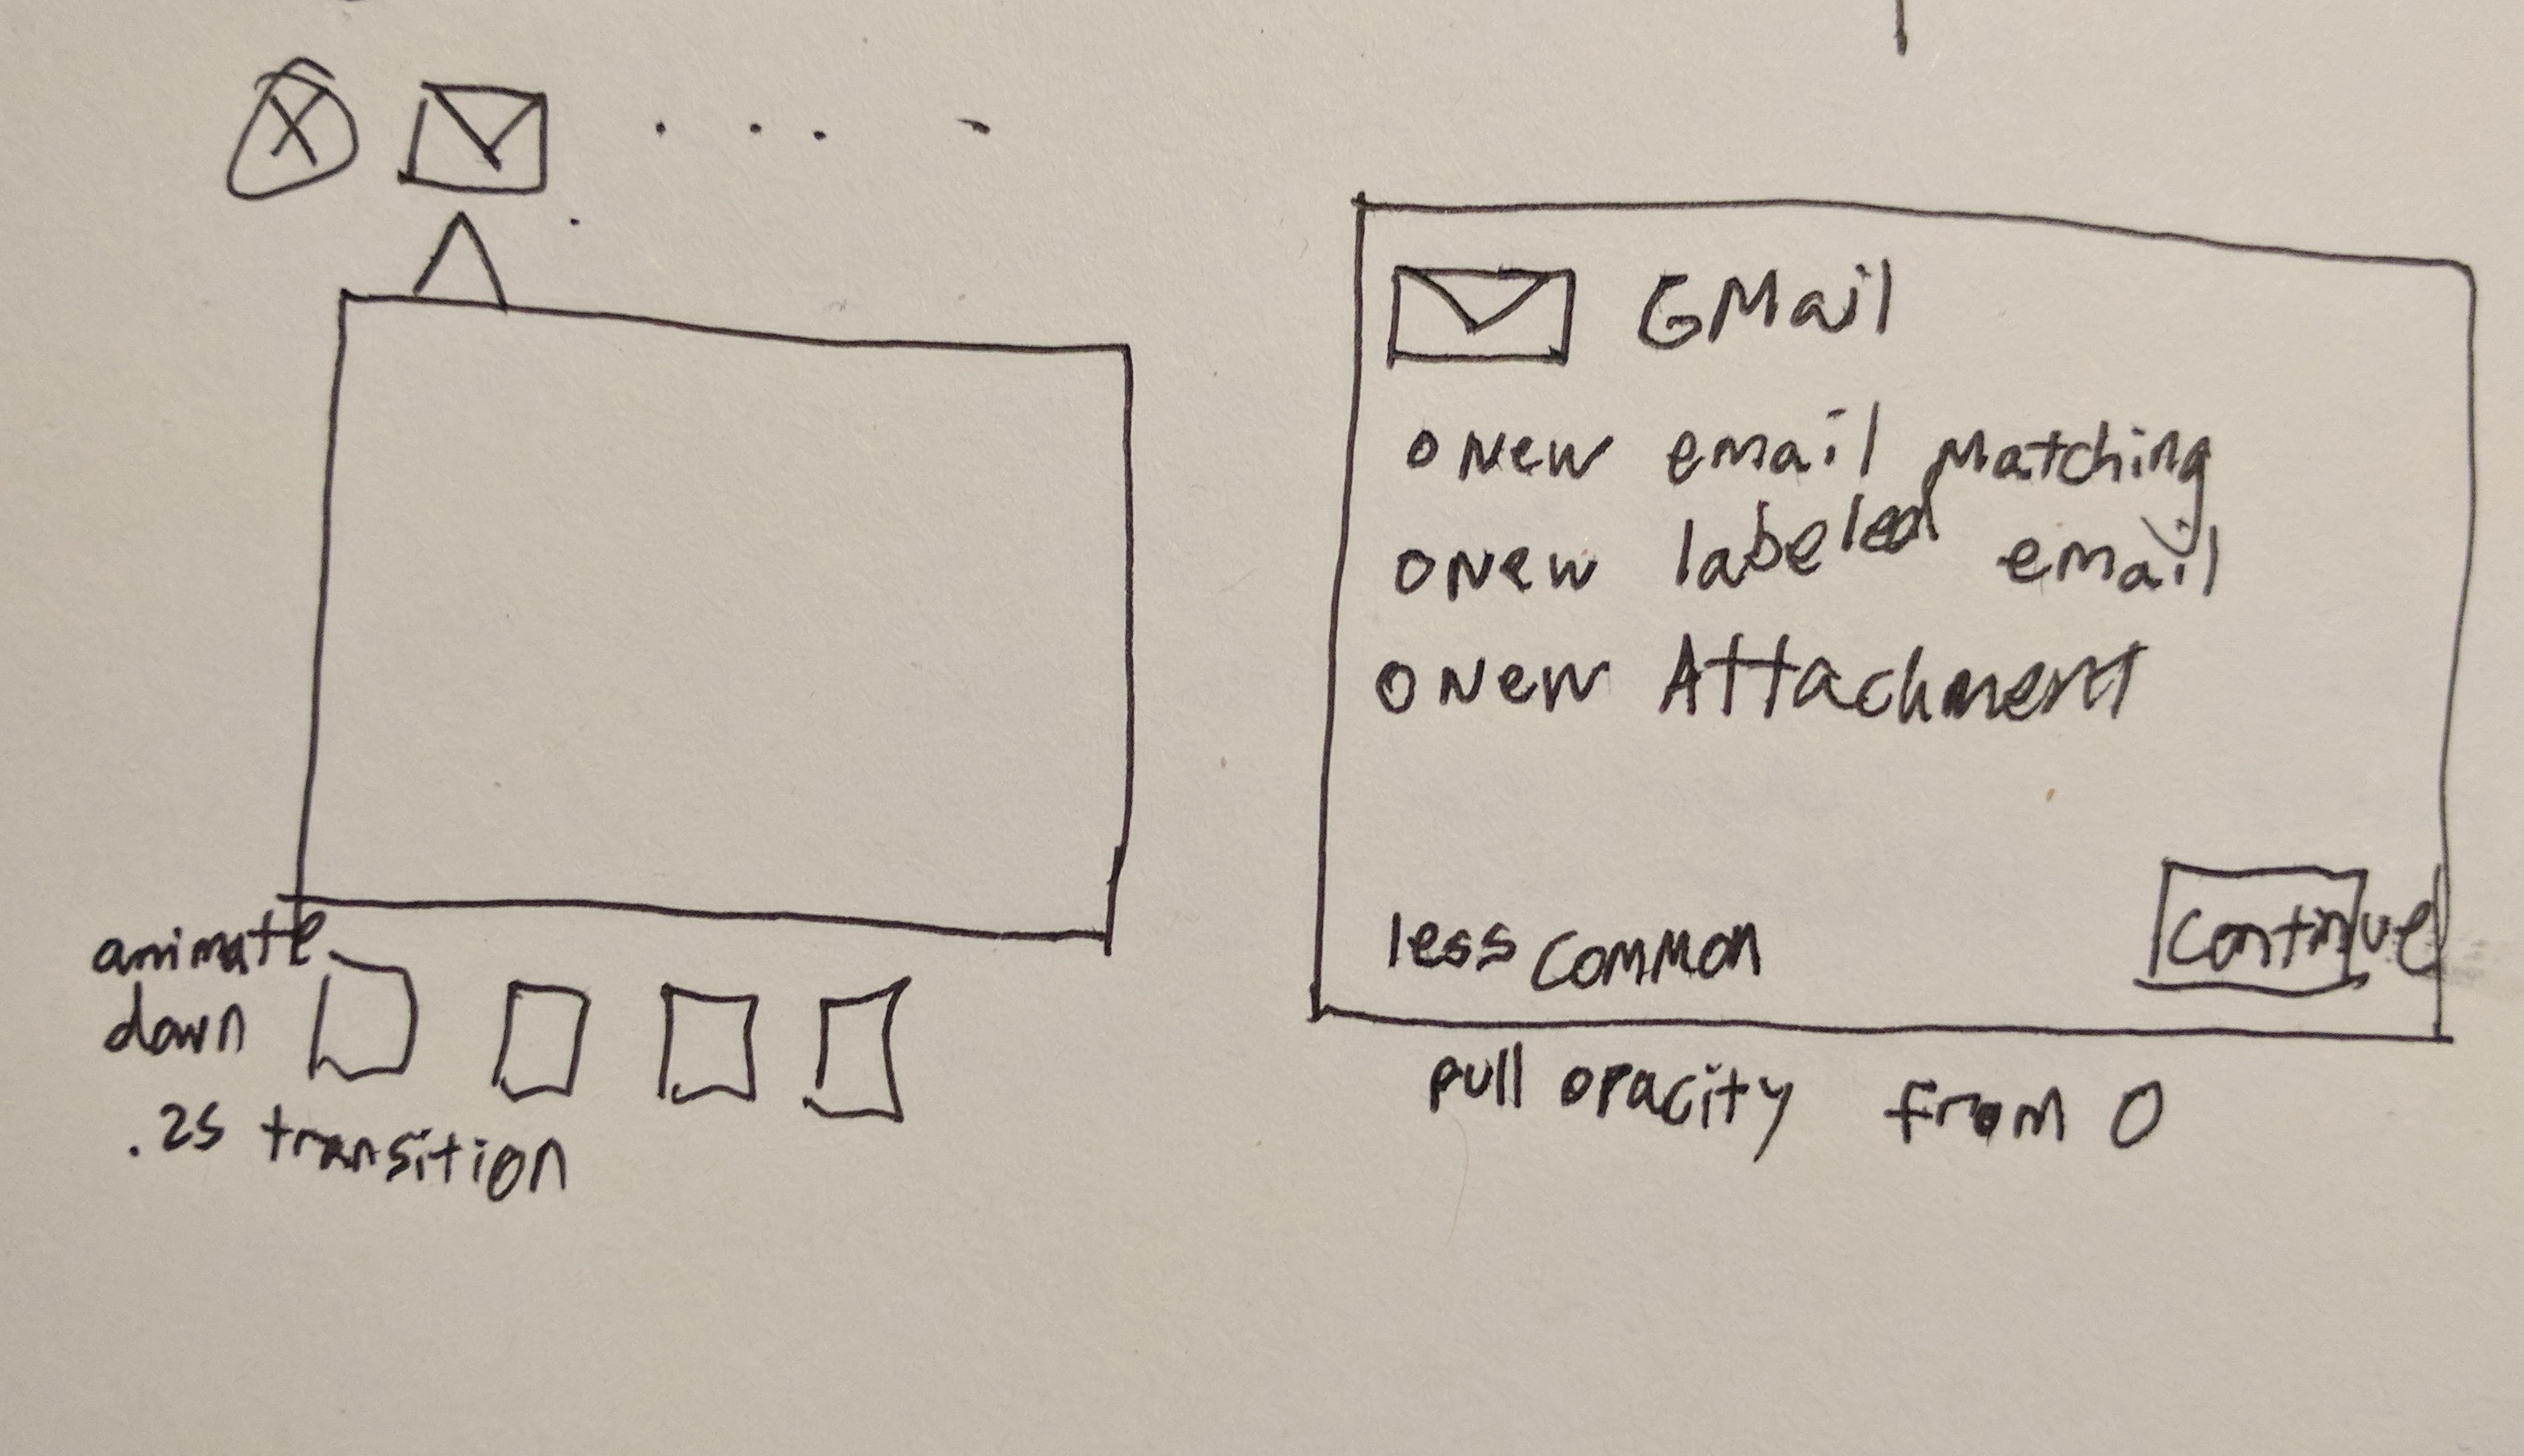 X
animate
down
.2s transition
GMail
o New email Matching
o New labeled email
o New Attachment
less common
Continue
pull opacity from 0